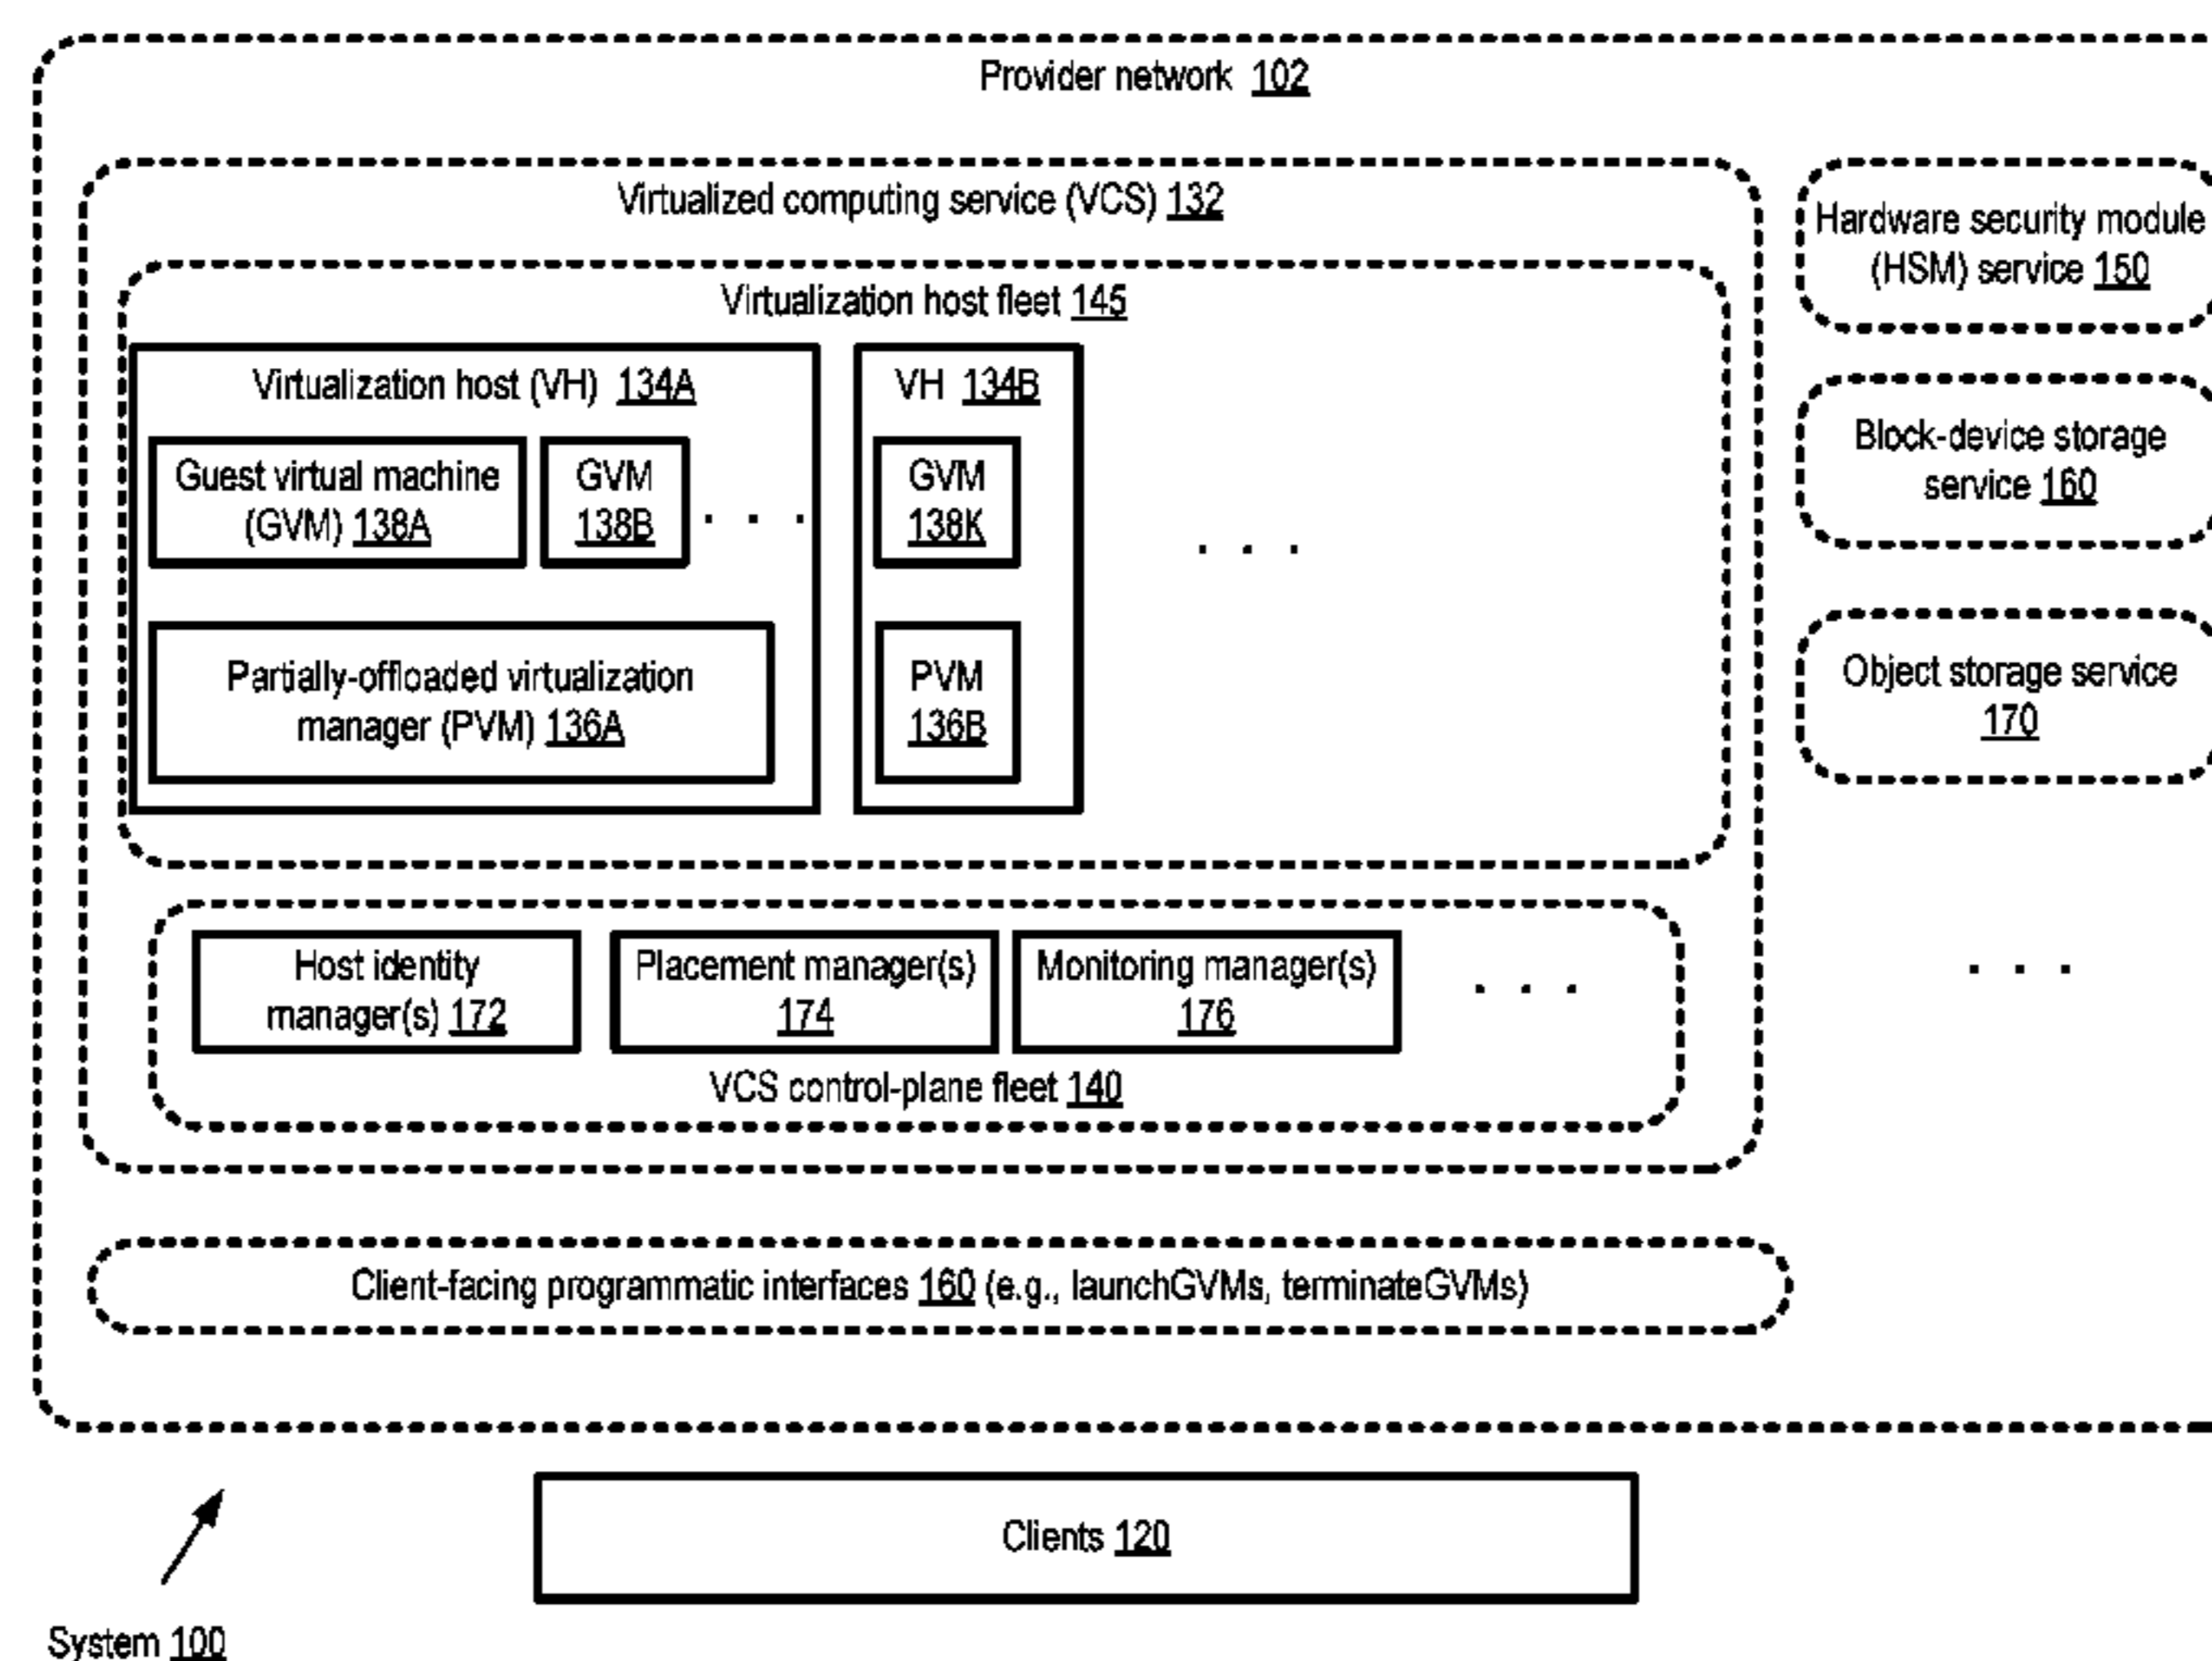 Provider network 102
Virtualized computing service (VCS) 132
Virtualization host fleet 145
Virtualization host (VH) 134A
Guest virtual machine
(GVM) 138A
GVM
138B
. . .
Partially-offloaded virtualization
manager (PVM) 136A
VH 134B
GVM
138K
PVM
136B
. . .
Host identity
manager(s) 172
Placement manager(s)
174
Monitoring manager(s)
176
. . .
VCS control-plane fleet 140
Hardware security module
(HSM) service 150
Block-device storage
service 160
Object storage service
170
. . .
Client-facing programmatic interfaces 160 (e.g., launchGVMs, terminateGVMs)
Clients 120
System 100